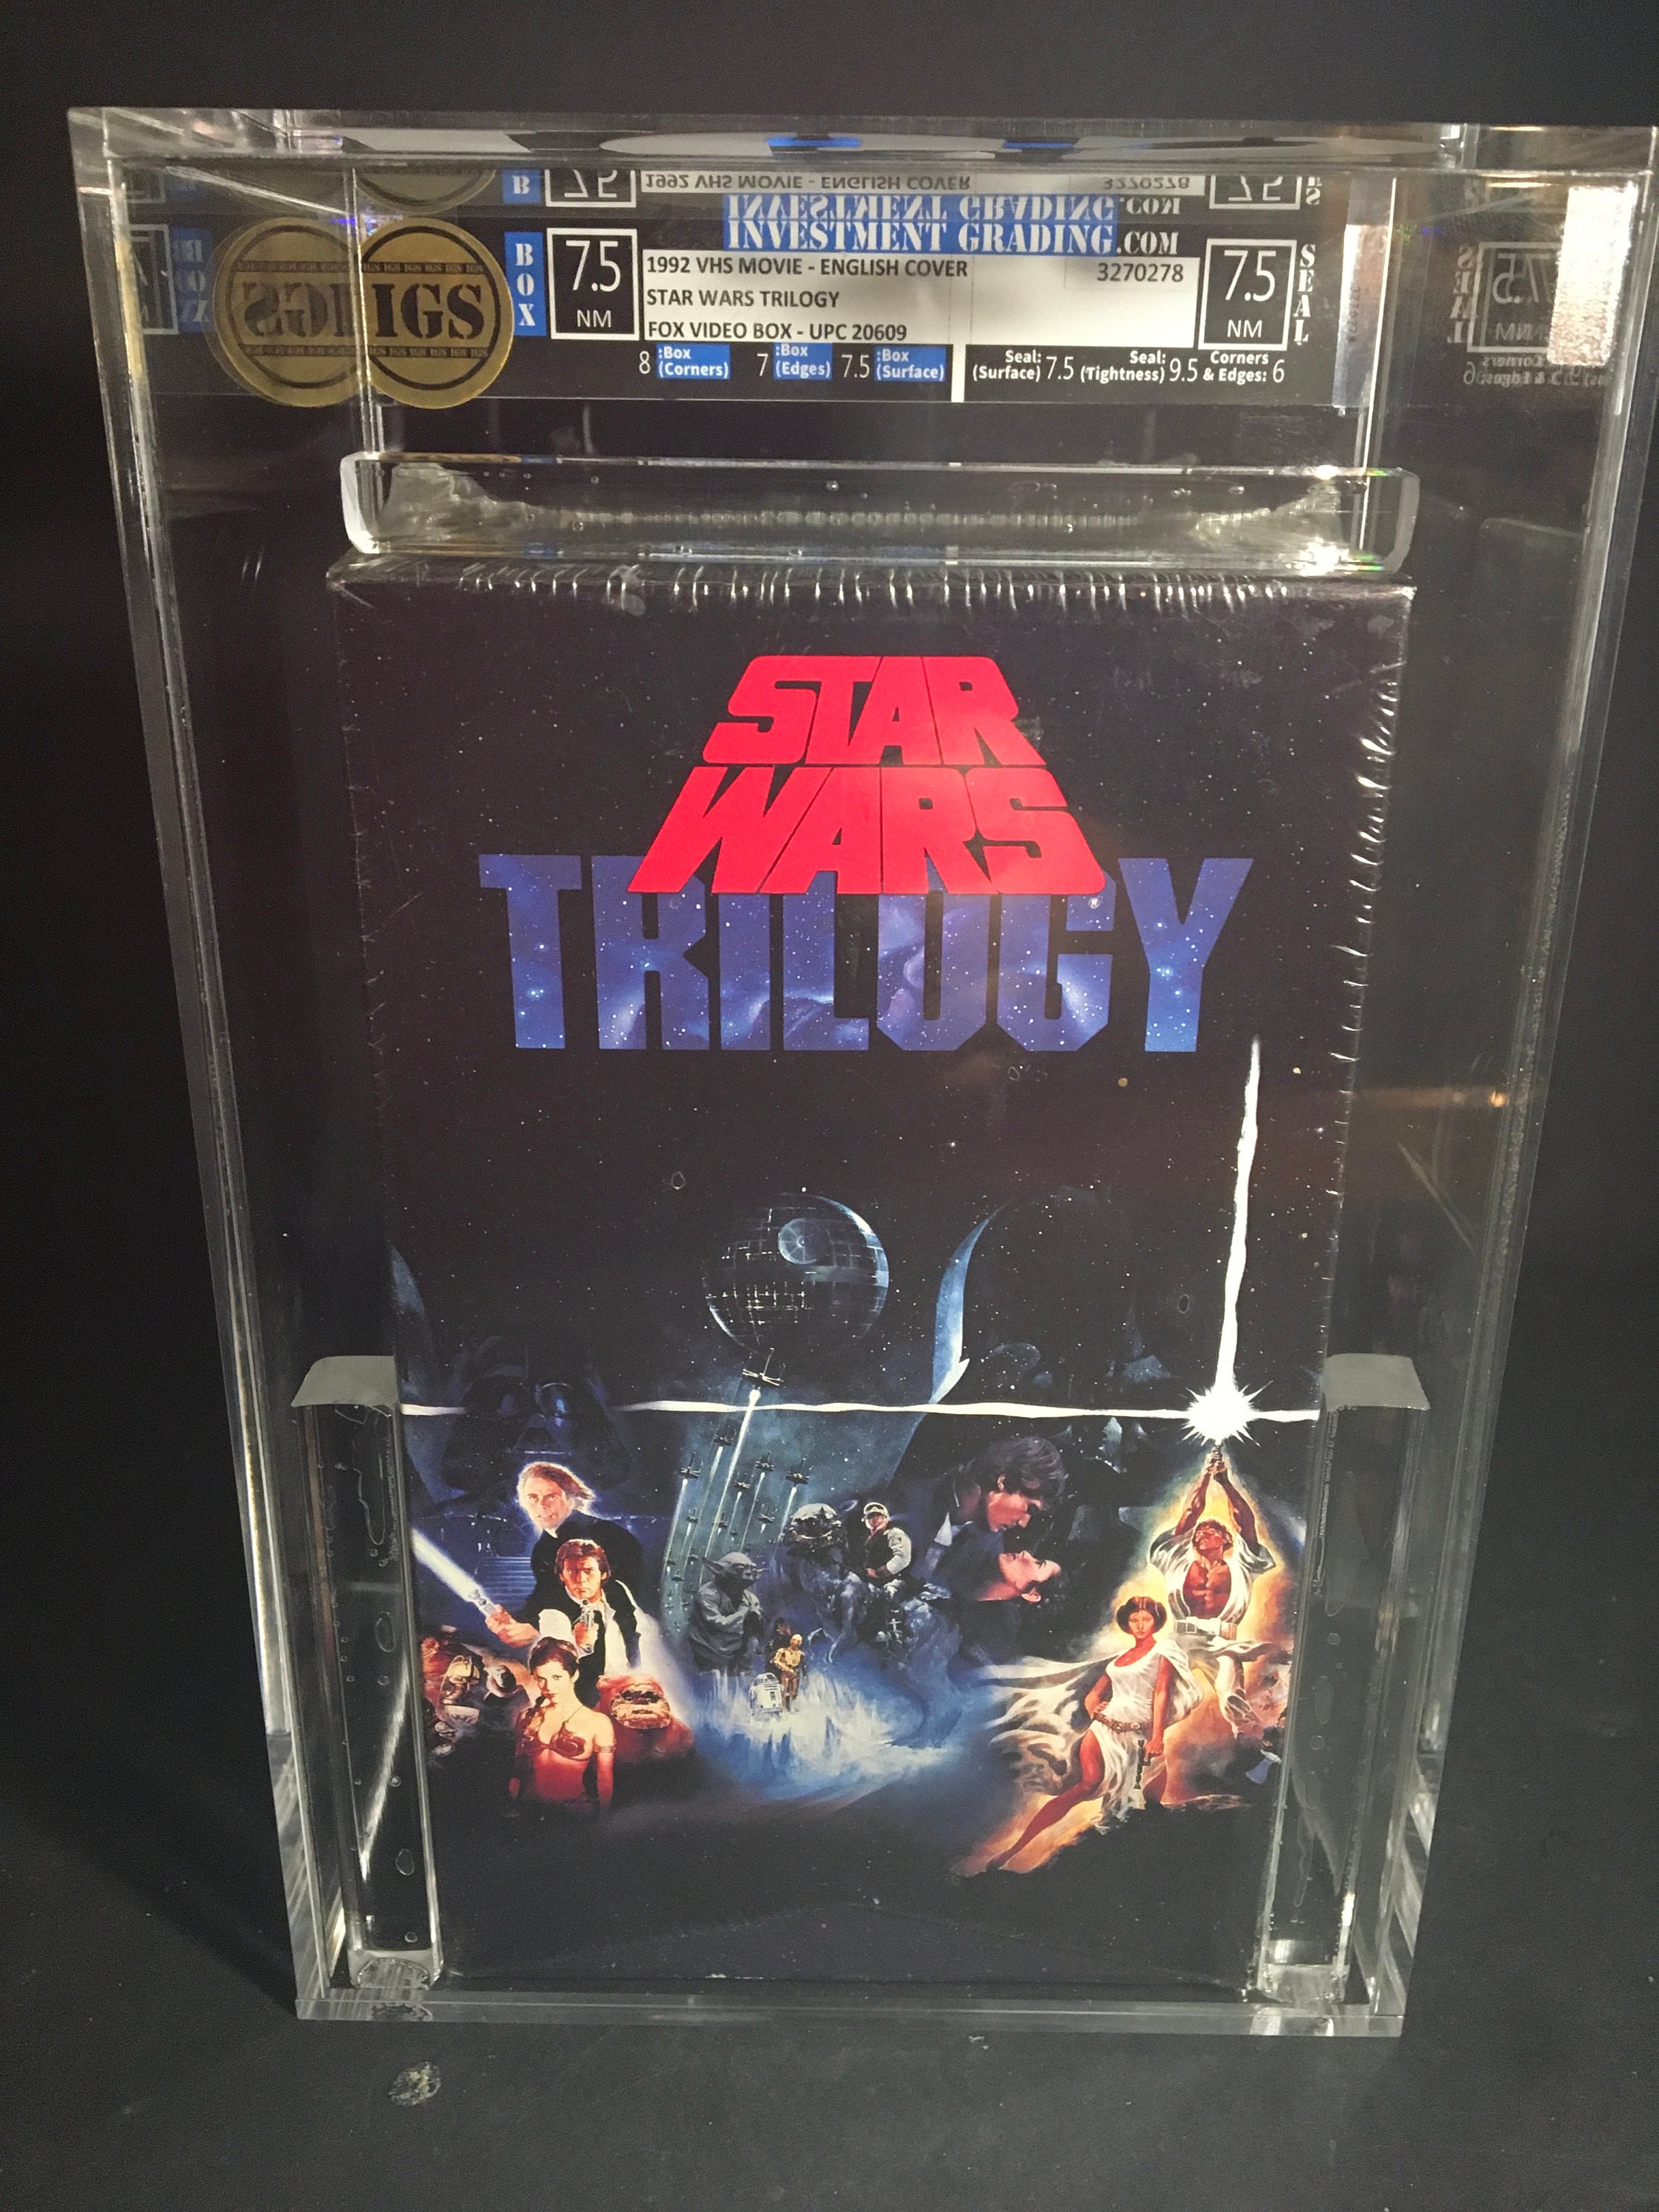 INVESTMENT GRADING.COM
BOX
7.5
NM
1992 VHS MOVIE - ENGLISH COVER
3270278
STAR WARS TRILOGY
FOX VIDEO BOX - UPC 20609
7.5
NM
SEAL
IGS
8 :Box (Corners)
7 :Box (Edges)
7.5 :Box (Surface)
Seal: (Surface) 7.5
Seal: (Tightness) 9.5
Corners & Edges: 6
STAR
WARS
TRILOGY
®